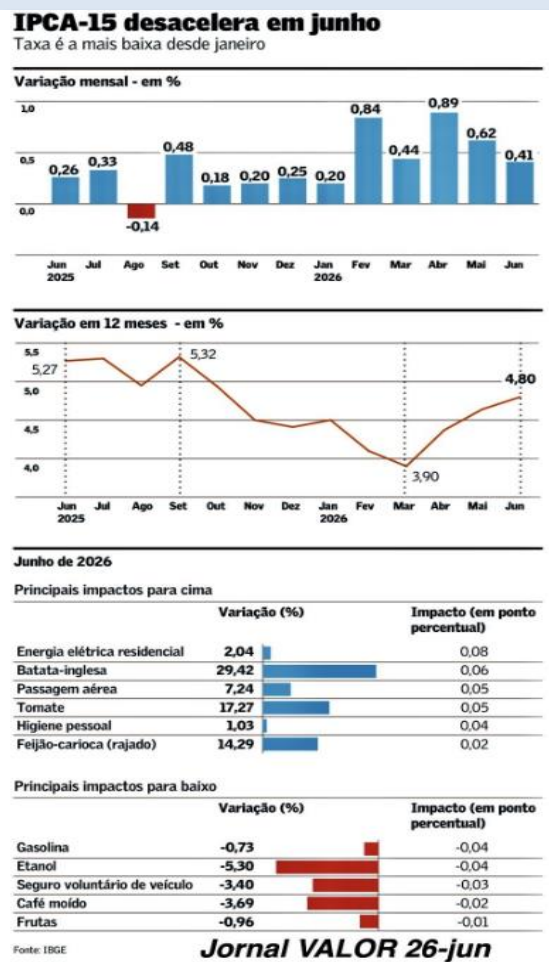 IPCA-15 desacelera em junho
Taxa é a mais baixa desde janeiro
Variação mensal - em %
1,0
0,5
0,0
0,26 0,33 -0,14 0,48 0,18 0,20 0,25 0,20 0,84 0,44 0,89 0,62 0,41
Jun Jul Ago Set Out Nov Dez Jan Fev Mar Abr Mai Jun
2025 2026
Variação em 12 meses - em %
5,5
5,0
4,5
4,0
5,27 5,32 3,90 4,80
Jun Jul Ago Set Out Nov Dez Jan Fev Mar Abr Mai Jun
2025 2026
Junho de 2026
Principais impactos para cima
Variação (%) Impacto (em ponto
percentual)
Energia elétrica residencial 2,04 0,08
Batata-inglesa 29,42 0,06
Passagem aérea 7,24 0,05
Tomate 17,27 0,05
Higiene pessoal 1,03 0,04
Feijão-carioca (rajado) 14,29 0,02
Principais impactos para baixo
Variação (%) Impacto (em ponto
percentual)
Gasolina -0,73 -0,04
Etanol -5,30 -0,04
Seguro voluntário de veículo -3,40 -0,03
Café moído -3,69 -0,02
Frutas -0,96 -0,01
Fonte: IBGE Jornal VALOR 26-jun